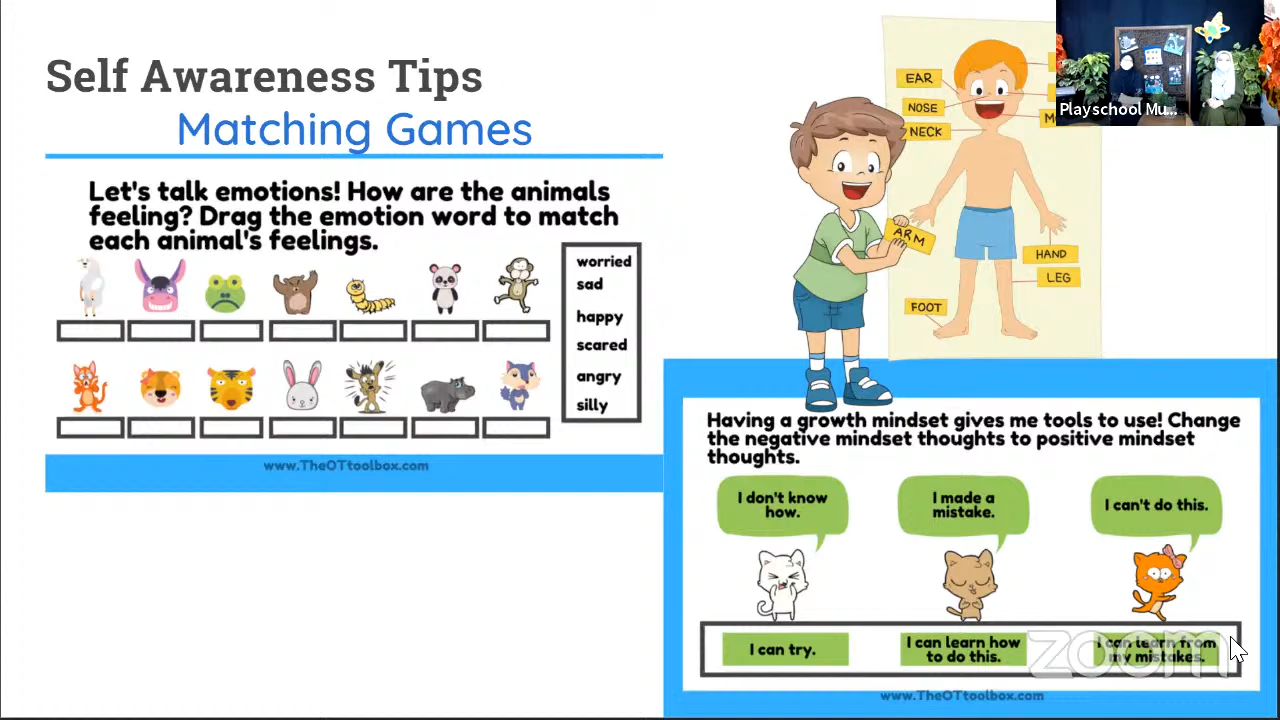 Self Awareness Tips
Matching Games
Let's talk emotions! How are the animals
feeling? Drag the emotion word to match
each animal's feelings.
worried
sad
happy
scared
angry
silly
www.TheOTtoolbox.com
EAR
NOSE
NECK
ARM
HAND
LEG
FOOT
Playschool Mu...
Having a growth mindset gives me tools to use! Change
the negative mindset thoughts to positive mindset
thoughts.
I don't know
how.
I made a
mistake.
I can't do this.
I can try.
I can learn how
to do this.
I can learn from
my mistakes.
zoom
www.TheOTtoolbox.com